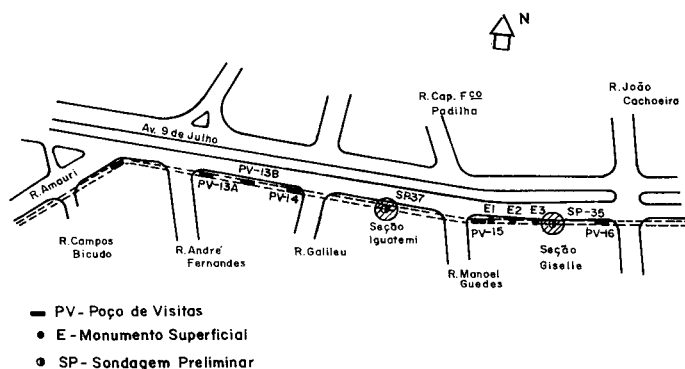 N
R. João
Cachoeira
R. Cap. Fco
Padilha
Av. 9 de Julho
R. Amauri
PV-13B
PV-13A
PV-14
SP37
E1 E2 E3 SP-35
PV-15
PV-16
Seção
Iguatemi
Seção
Giselle
R. Campos
Bicudo
R. André
Fernandes
R. Galileu
R. Manoel
Guedes
PV - Poço de Visitas
E - Monumento Superficial
SP - Sondagem Preliminar